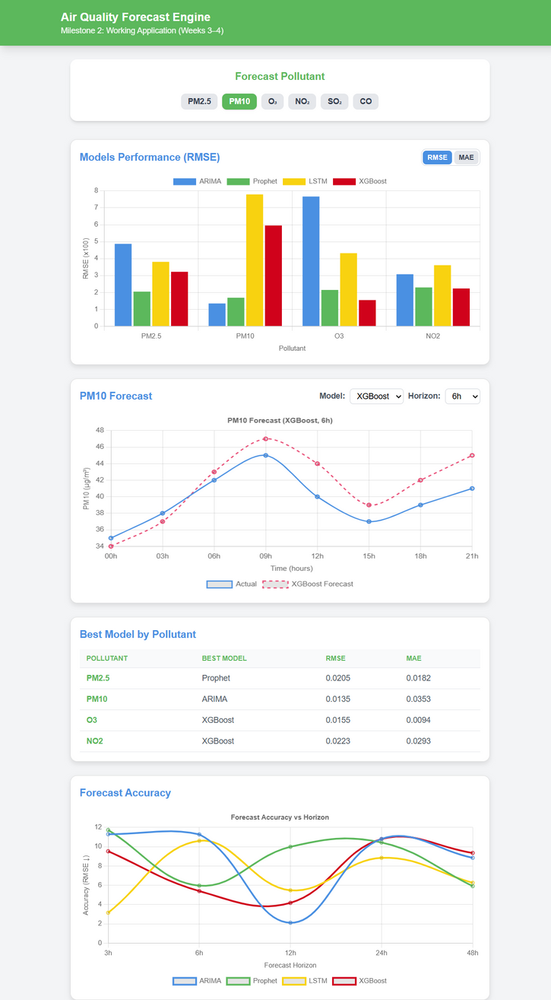 Air Quality Forecast Engine
Milestone 2: Working Application (Weeks 3–4)
Forecast Pollutant
PM2.5 PM10 O₃ NO₂ SO₂ CO
Models Performance (RMSE)
RMSE MAE
ARIMA Prophet LSTM XGBoost
RMSE (x100)
8
7
6
5
4
3
2
1
0
PM2.5 PM10 O3 NO2
Pollutant
PM10 Forecast
Model: XGBoost Horizon: 6h
PM10 Forecast (XGBoost, 6h)
PM10 (µg/m³)
48
46
44
42
40
38
36
34
00h 03h 06h 09h 12h 15h 18h 21h
Time (hours)
Actual XGBoost Forecast
Best Model by Pollutant
POLLUTANT BEST MODEL RMSE MAE
PM2.5 Prophet 0.0205 0.0182
PM10 ARIMA 0.0135 0.0353
O3 XGBoost 0.0155 0.0094
NO2 XGBoost 0.0223 0.0293
Forecast Accuracy
Forecast Accuracy vs Horizon
Accuracy (RMSE ↓)
12
10
8
6
4
2
0
3h 6h 12h 24h 48h
Forecast Horizon
ARIMA Prophet LSTM XGBoost